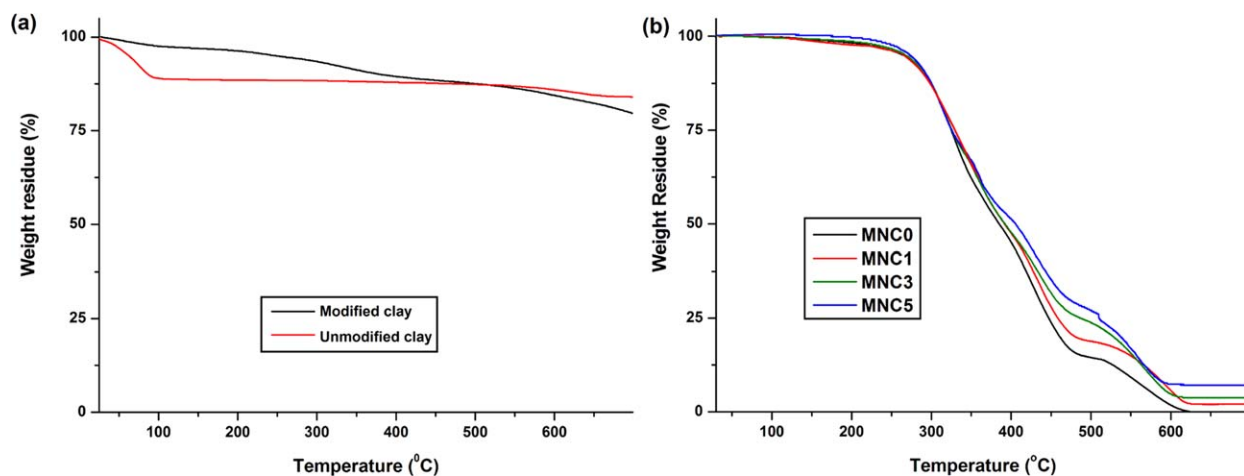 (a)
100
75
50
25
0
Weight residue (%)
Modified clay
Unmodified clay
100 200 300 400 500 600
Temperature (⁰C)
(b)
100
75
50
25
0
Weight Residue (%)
MNC0
MNC1
MNC3
MNC5
100 200 300 400 500 600
Temperature (°C)